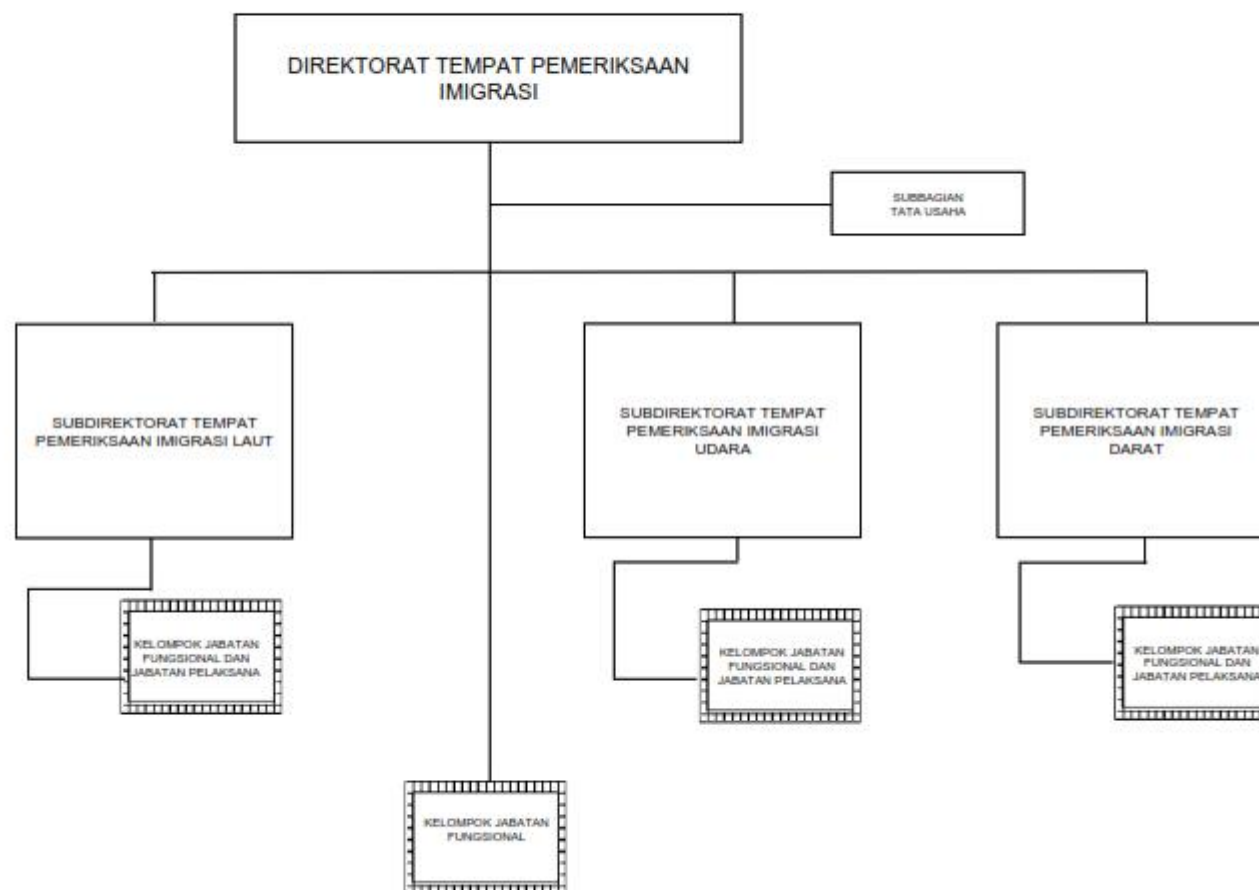 DIREKTORAT TEMPAT PEMERIKSAAN
IMIGRASI
SUBBAGIAN
TATA USAHA
SUBDIREKTORAT TEMPAT
PEMERIKSAAN IMIGRASI LAUT
SUBDIREKTORAT TEMPAT
PEMERIKSAAN IMIGRASI
UDARA
SUBDIREKTORAT TEMPAT
PEMERIKSAAN IMIGRASI
DARAT
KELOMPOK JABATAN
FUNGSIONAL DAN
JABATAN PELAKSANA
KELOMPOK JABATAN
FUNGSIONAL DAN
JABATAN PELAKSANA
KELOMPOK JABATAN
FUNGSIONAL DAN
JABATAN PELAKSANA
KELOMPOK JABATAN
FUNGSIONAL